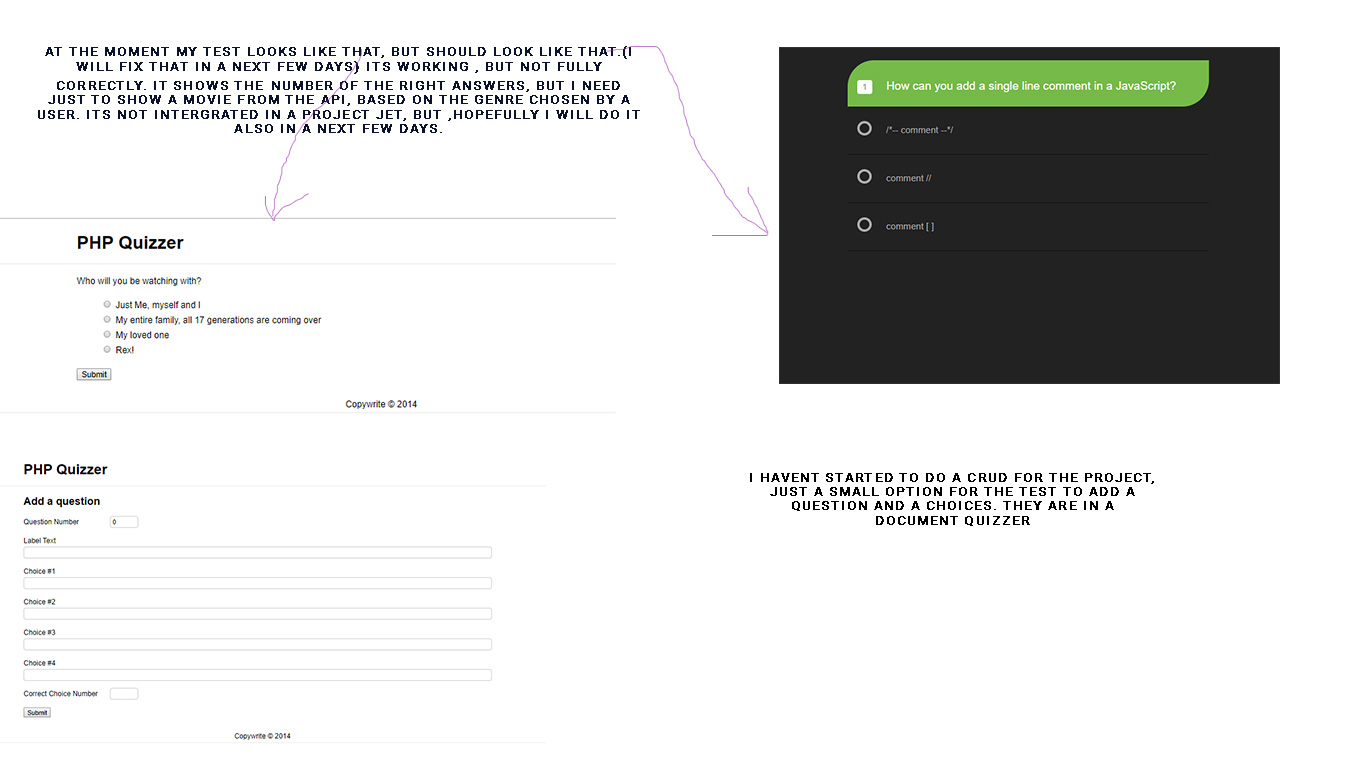 AT THE MOMENT MY TEST LOOKS LIKE THAT, BUT SHOULD LOOK LIKE THAT.(I
WILL FIX THAT IN A NEXT FEW DAYS) ITS WORKING , BUT NOT FULLY
CORRECTLY. IT SHOWS THE NUMBER OF THE RIGHT ANSWERS, BUT I NEED
JUST TO SHOW A MOVIE FROM THE API, BASED ON THE GENRE CHOSEN BY A
USER. ITS NOT INTERGRATED IN A PROJECT JET, BUT ,HOPEFULLY I WILL DO IT
ALSO IN A NEXT FEW DAYS.
1 How can you add a single line comment in a JavaScript?
/*-- comment --*/
comment //
comment [ ]
PHP Quizzer
Who will you be watching with?
Just Me, myself and I
My entire family, all 17 generations are coming over
My loved one
Rex!
Submit
Copywrite © 2014
PHP Quizzer
Add a question
Question Number 0
Label Text
Choice #1
Choice #2
Choice #3
Choice #4
Correct Choice Number
Submit
Copywrite © 2014
I HAVENT STARTED TO DO A CRUD FOR THE PROJECT,
JUST A SMALL OPTION FOR THE TEST TO ADD A
QUESTION AND A CHOICES. THEY ARE IN A
DOCUMENT QUIZZER